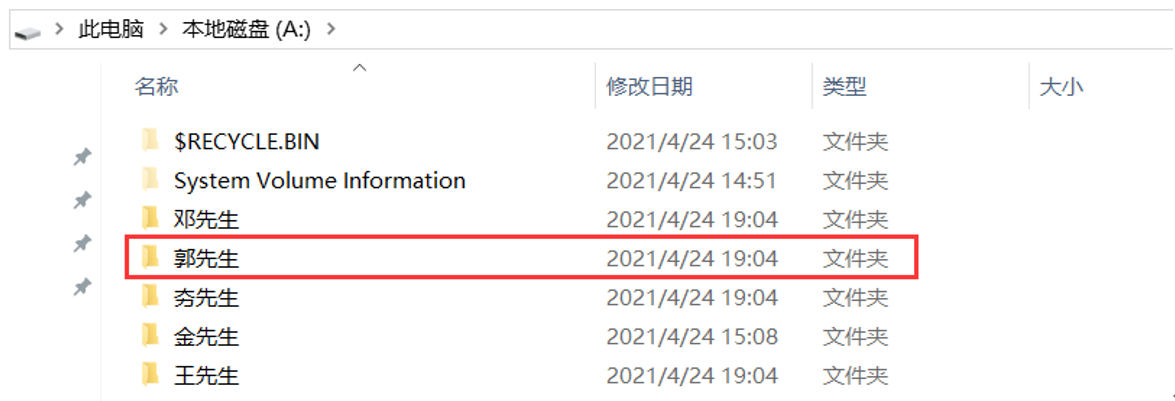 此电脑 > 本地磁盘 (A:) >
名称 修改日期 类型 大小
$RECYCLE.BIN 2021/4/24 15:03 文件夹
System Volume Information 2021/4/24 14:51 文件夹
邓先生 2021/4/24 19:04 文件夹
郭先生 2021/4/24 19:04 文件夹
夯先生 2021/4/24 19:04 文件夹
金先生 2021/4/24 15:08 文件夹
王先生 2021/4/24 19:04 文件夹